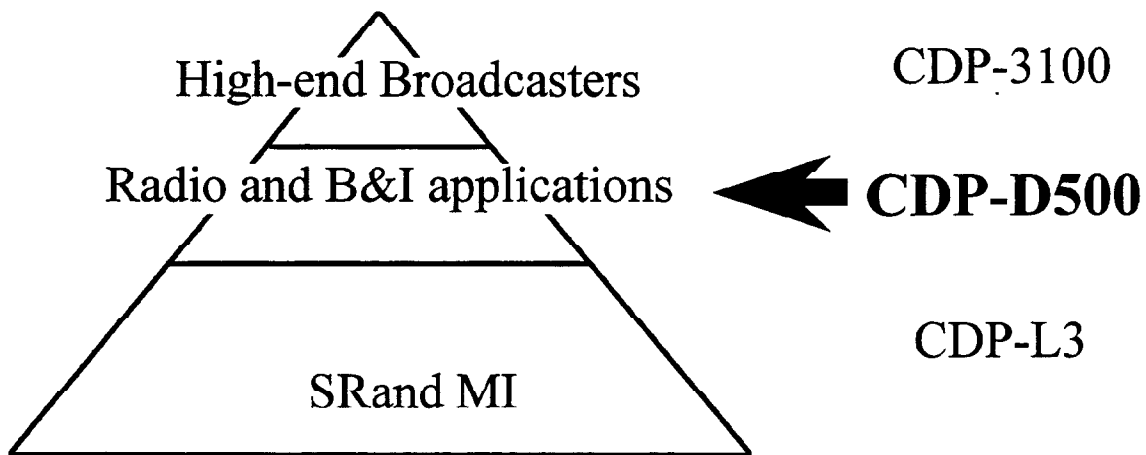 High-end Broadcasters
CDP-3100
Radio and B&I applications
CDP-D500
CDP-L3
SRand MI